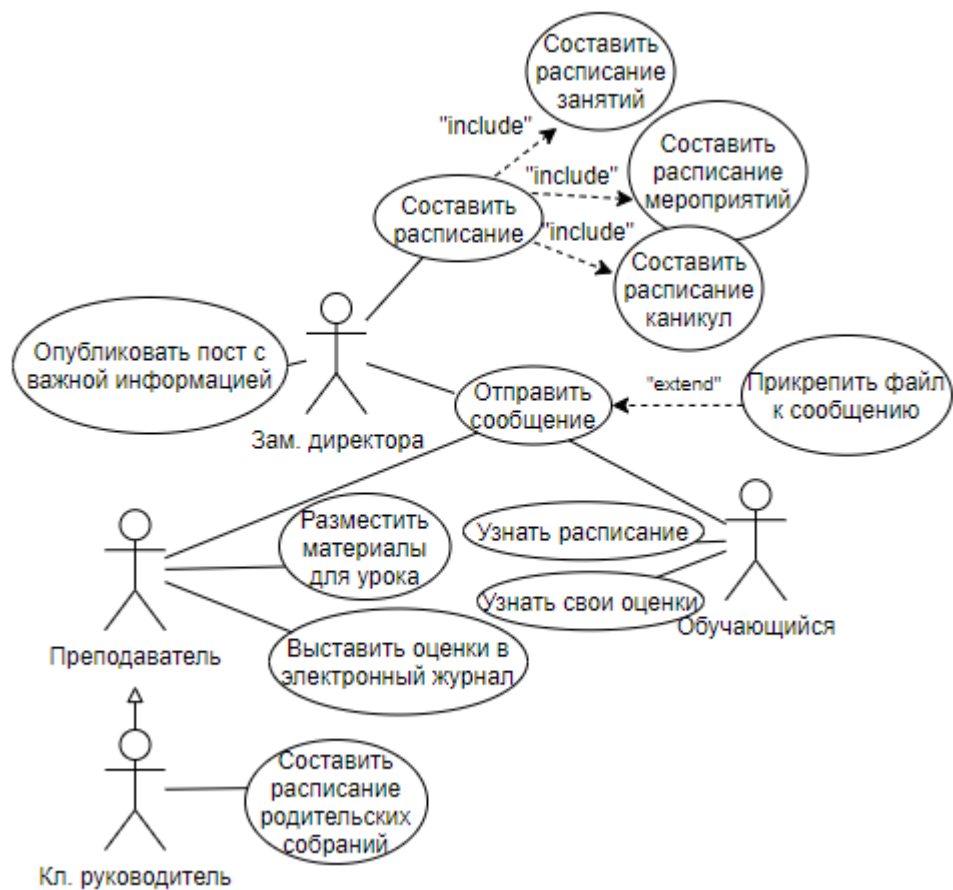 Составить
расписание
занятий
"include"
Составить
расписание
мероприятий
"include"
Составить
расписание
"include"
Составить
расписание
каникул
Опубликовать пост с
важной информацией
Зам. директора
Отправить
сообщение
"extend"
Прикрепить файл
к сообщению
Разместить
материалы
для урока
Узнать расписание
Узнать свои оценки
Обучающийся
Преподаватель
Выставить оценки в
электронный журнал
Составить
расписание
родительских
собраний
Кл. руководитель